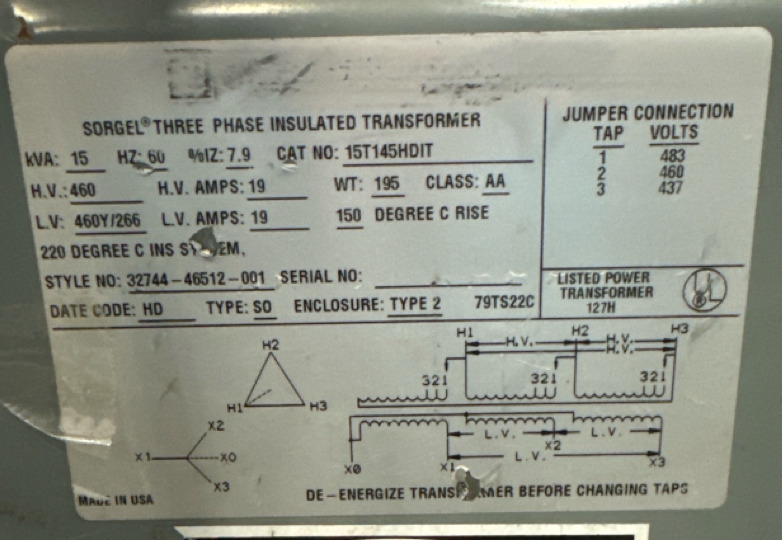 SORGEL® THREE PHASE INSULATED TRANSFORMER
KVA: 15 HZ: 60 %IZ: 7.9 CAT NO: 15T145HDIT
H.V.: 460 H.V. AMPS: 19 WT: 195 CLASS: AA
L.V: 460Y/266 L.V. AMPS: 19 150 DEGREE C RISE
220 DEGREE C INS SYSTEM,
STYLE NO: 32744-46512-001 SERIAL NO:
DATE CODE: HD TYPE: SO ENCLOSURE: TYPE 2 79TS22C
JUMPER CONNECTION
TAP VOLTS
1 483
2 460
3 437
LISTED POWER
TRANSFORMER
127H
UL
H2
H1 H3
X2
X1 X0
X3
H1 H2 H3
H.V. H.V.
H.V.
321 321 321
L.V. L.V.
X2
L.V.
X0 X1 X3
MADE IN USA
DE-ENERGIZE TRANSFORMER BEFORE CHANGING TAPS